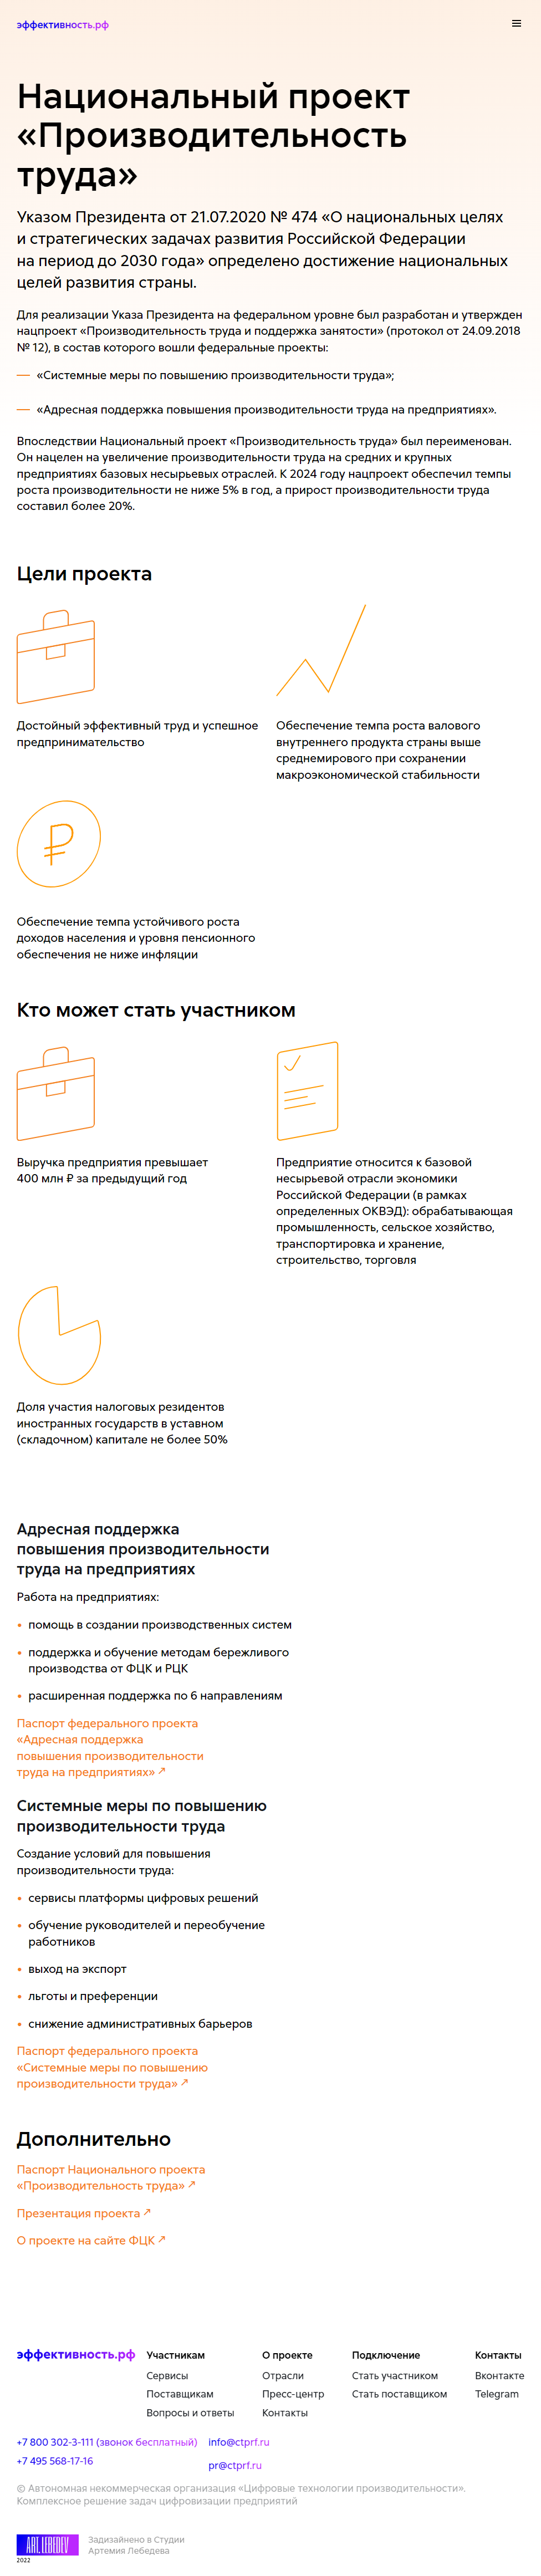 эффективность.рф
Национальный проект
«Производительность
труда»
Указом Президента от 21.07.2020 № 474 «О национальных целях
и стратегических задачах развития Российской Федерации
на период до 2030 года» определено достижение национальных
целей развития страны.
Для реализации Указа Президента на федеральном уровне был разработан и утвержден
нацпроект «Производительность труда и поддержка занятости» (протокол от 24.09.2018
№ 12), в состав которого вошли федеральные проекты:
— «Системные меры по повышению производительности труда»;
— «Адресная поддержка повышения производительности труда на предприятиях».
Впоследствии Национальный проект «Производительность труда» был переименован.
Он нацелен на увеличение производительности труда на средних и крупных
предприятиях базовых несырьевых отраслей. К 2024 году нацпроект обеспечил темпы
роста производительности не ниже 5% в год, а прирост производительности труда
составил более 20%.
Цели проекта
Достойный эффективный труд и успешное
предпринимательство
Обеспечение темпа роста валового
внутреннего продукта страны выше
среднемирового при сохранении
макроэкономической стабильности
Обеспечение темпа устойчивого роста
доходов населения и уровня пенсионного
обеспечения не ниже инфляции
Кто может стать участником
Выручка предприятия превышает
400 млн ₽ за предыдущий год
Предприятие относится к базовой
несырьевой отрасли экономики
Российской Федерации (в рамках
определенных ОКВЭД): обрабатывающая
промышленность, сельское хозяйство,
транспортировка и хранение,
строительство, торговля
Доля участия налоговых резидентов
иностранных государств в уставном
(складочном) капитале не более 50%
Адресная поддержка
повышения производительности
труда на предприятиях
Работа на предприятиях:
• помощь в создании производственных систем
• поддержка и обучение методам бережливого
производства от ФЦК и РЦК
• расширенная поддержка по 6 направлениям
Паспорт федерального проекта
«Адресная поддержка
повышения производительности
труда на предприятиях» ↗
Системные меры по повышению
производительности труда
Создание условий для повышения
производительности труда:
• сервисы платформы цифровых решений
• обучение руководителей и переобучение
работников
• выход на экспорт
• льготы и преференции
• снижение административных барьеров
Паспорт федерального проекта
«Системные меры по повышению
производительности труда» ↗
Дополнительно
Паспорт Национального проекта
«Производительность труда» ↗
Презентация проекта ↗
О проекте на сайте ФЦК ↗
эффективность.рф
Участникам
Сервисы
Поставщикам
Вопросы и ответы
О проекте
Отрасли
Пресс-центр
Контакты
Подключение
Стать участником
Стать поставщиком
Контакты
Вконтакте
Telegram
+7 800 302-3-111 (звонок бесплатный)
+7 495 568-17-16
info@ctprf.ru
pr@ctprf.ru
© Автономная некоммерческая организация «Цифровые технологии производительности».
Комплексное решение задач цифровизации предприятий
ART. LEBEDEV
2022
Задизайнено в Студии
Артемия Лебедева